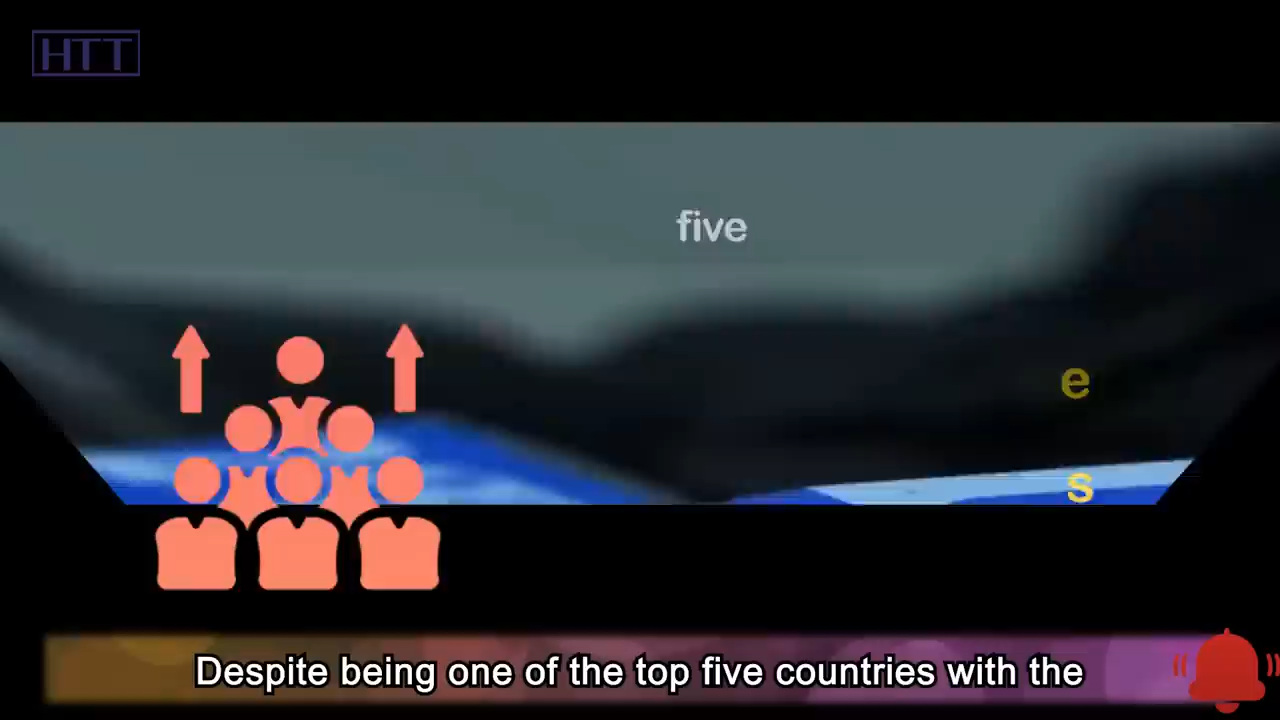 HTT
five
e
s
Despite being one of the top five countries with the